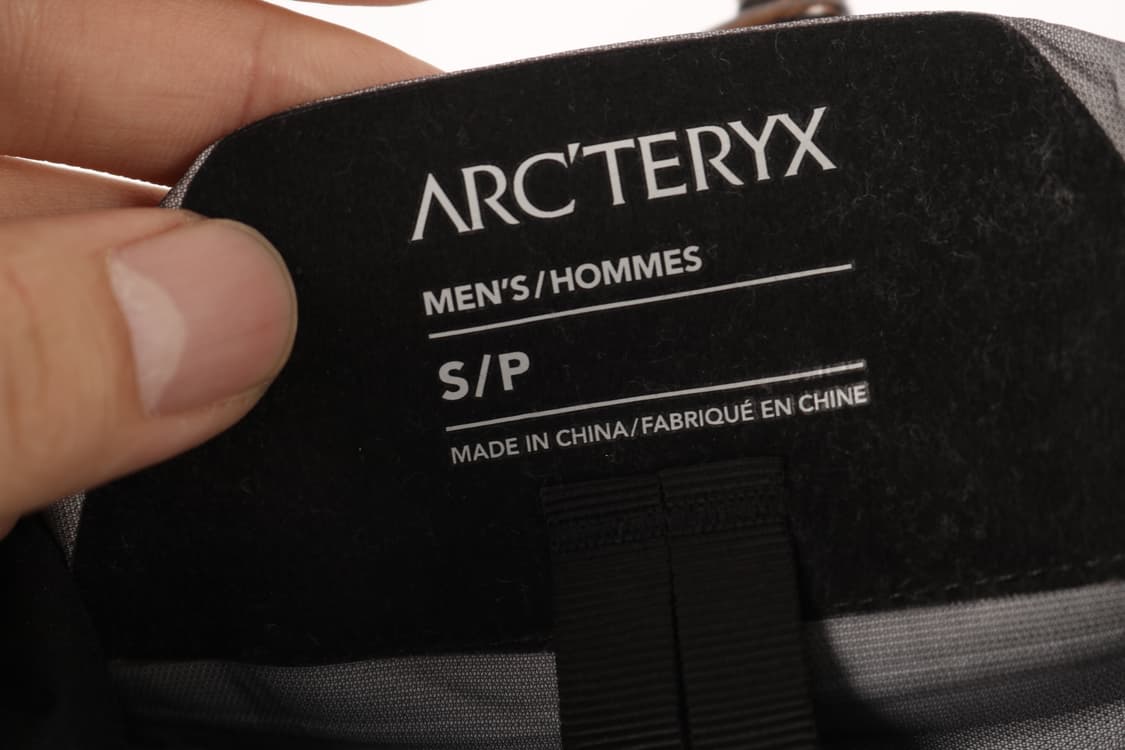 ARC'TERYX
MEN'S/HOMMES
S/P
MADE IN CHINA/FABRIQUÉ EN CHINE